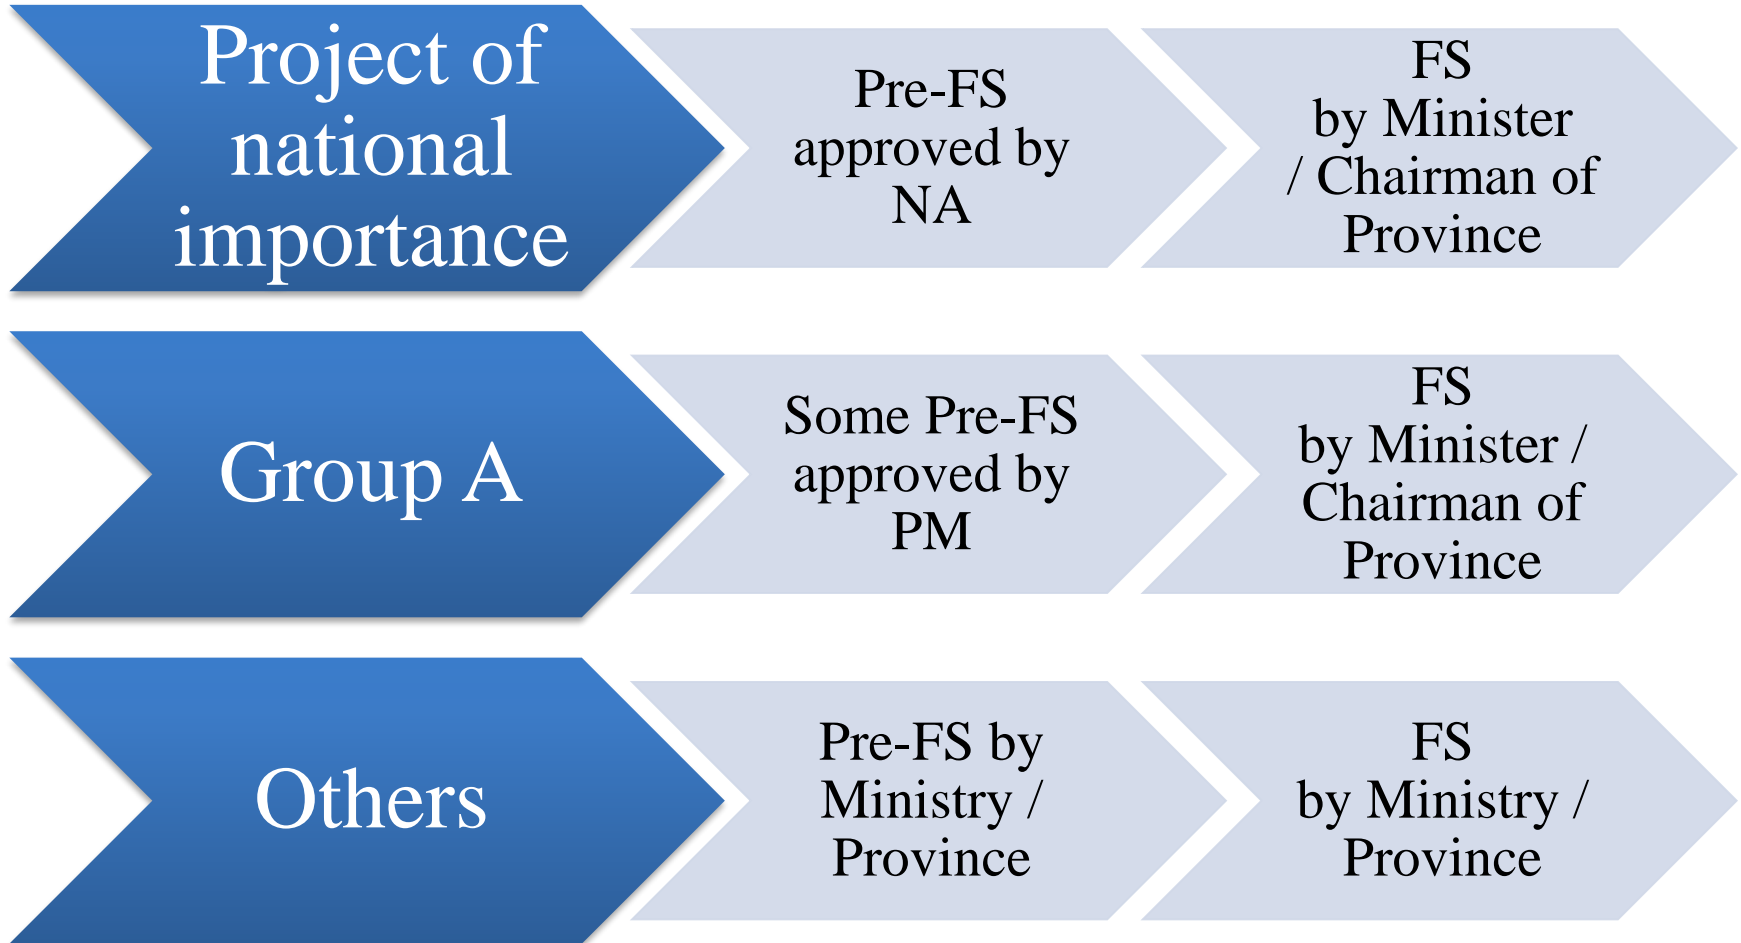 Project of
national
importance
Pre-FS
approved by
NA
FS
by Minister
/ Chairman of
Province
Group A
Some Pre-FS
approved by
PM
FS
by Minister /
Chairman of
Province
Others
Pre-FS by
Ministry /
Province
FS
by Ministry /
Province